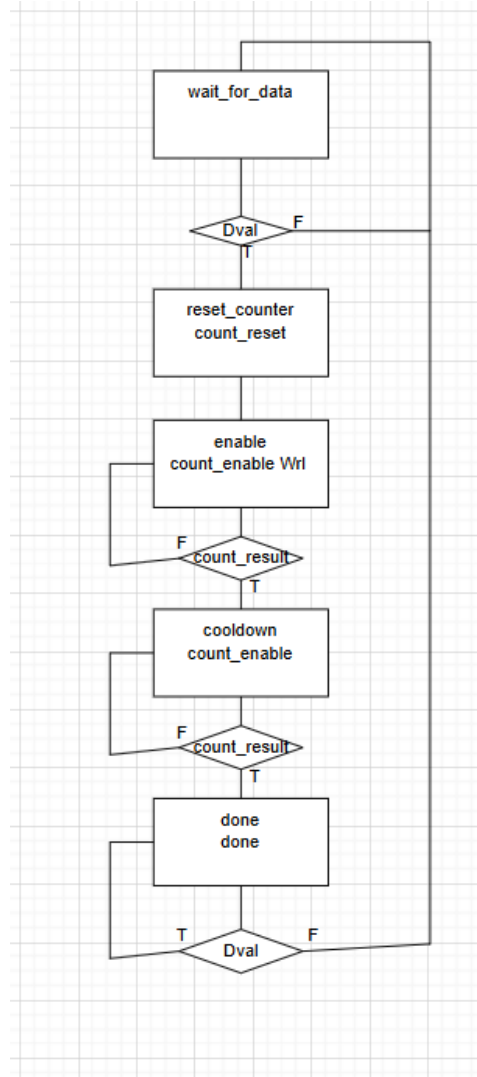 wait_for_data
F
Dval
T
reset_counter
count_reset
enable
count_enable Wrl
F
count_result
T
cooldown
count_enable
F
count_result
T
done
done
T
F
Dval